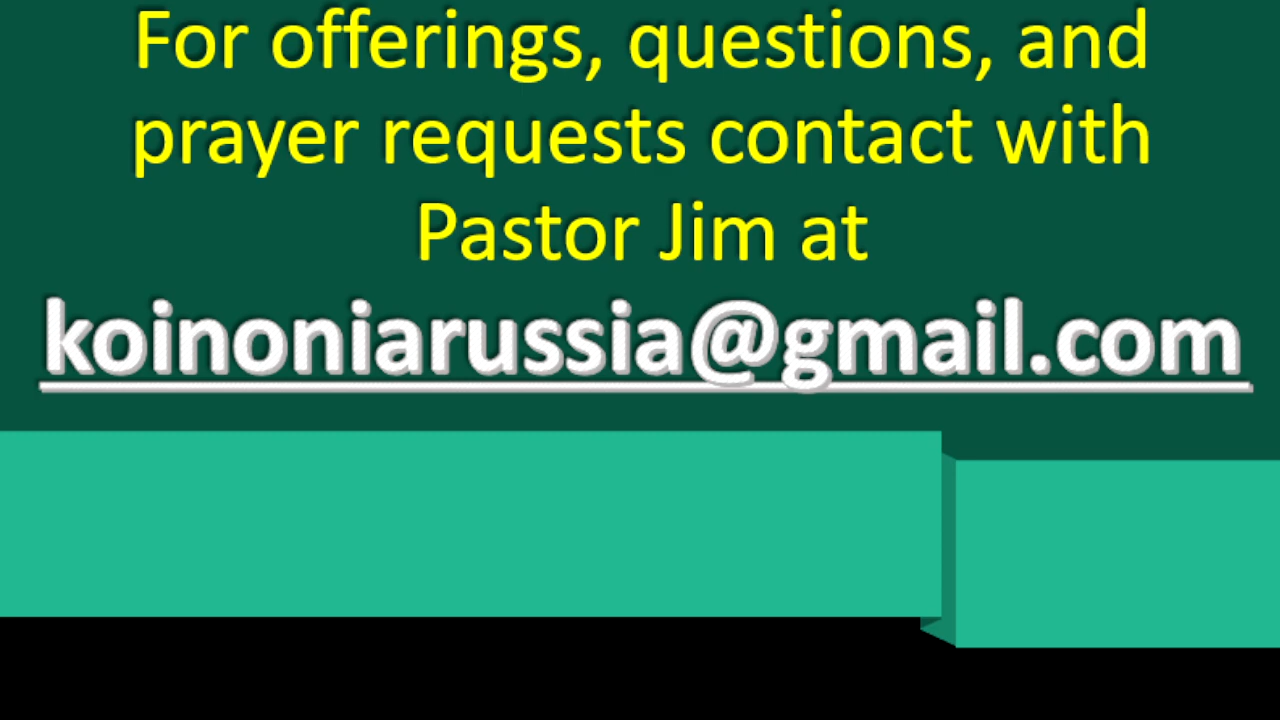 For offerings, questions, and
prayer requests contact with
Pastor Jim at
koinoniarussia@gmail.com